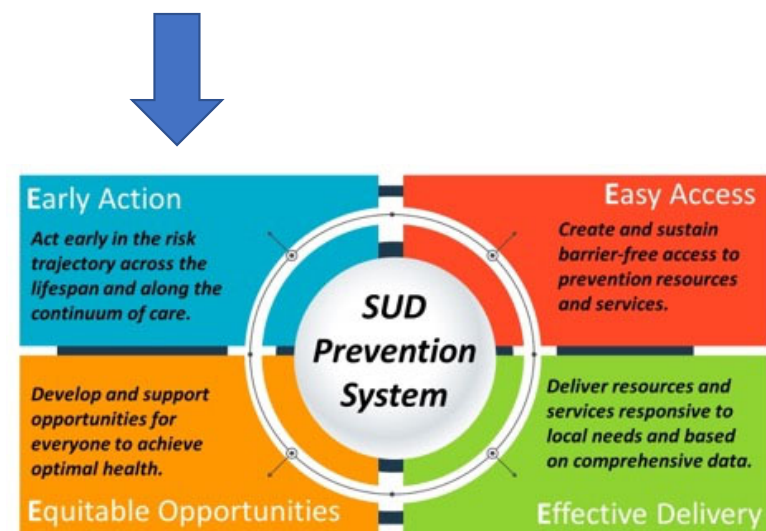 Early Action
Act early in the risk
trajectory across the
lifespan and along the
continuum of care.
Easy Access
Create and sustain
barrier-free access to
prevention resources
and services.
SUD
Prevention
System
Develop and support
opportunities for
everyone to achieve
optimal health.
Equitable Opportunities
Deliver resources and
services responsive to
local needs and based
on comprehensive data.
Effective Delivery